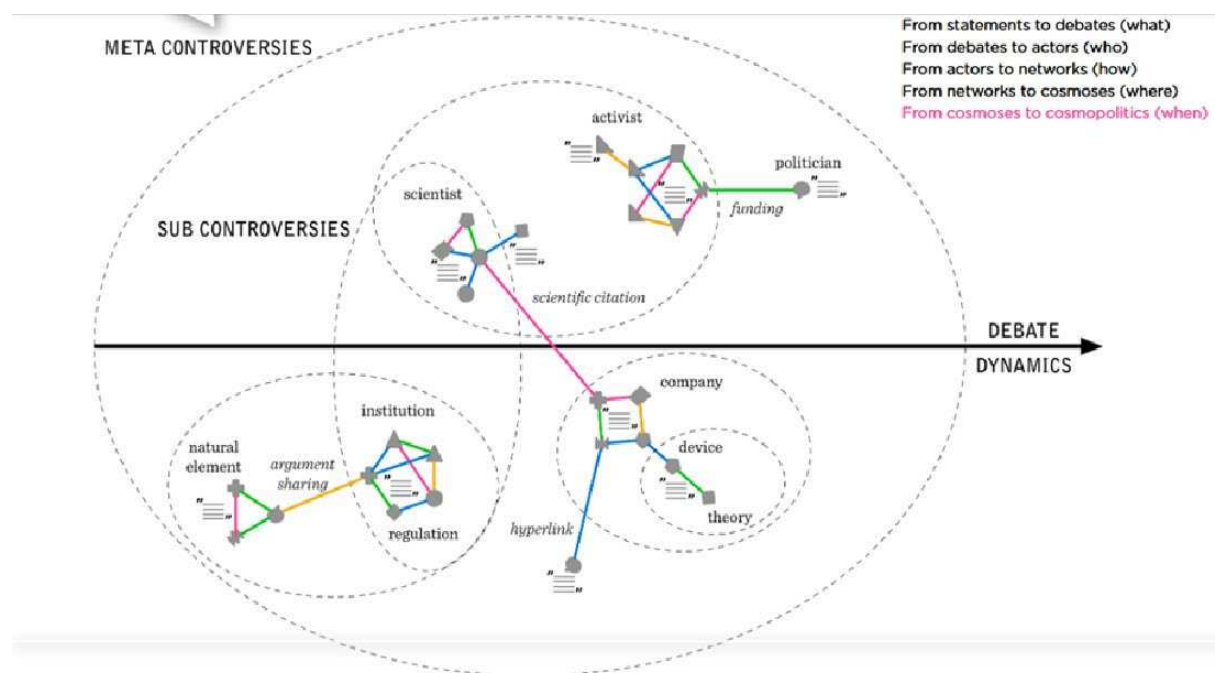 From statements to debates (what)
From debates to actors (who)
From actors to networks (how)
From networks to cosmoses (where)
From cosmoses to cosmopolitics (when)
META CONTROVERSIES
activist
politician
scientist
funding
SUB CONTROVERSIES
scientific citation
DEBATE
DYNAMICS
company
institution
natural
element
argument
sharing
device
hyperlink
theory
regulation